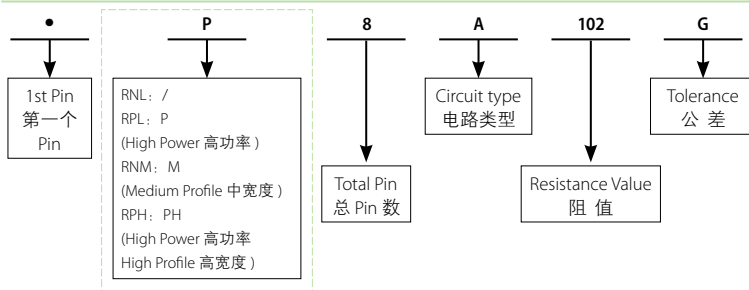 • P 8 A 102 G
1st Pin
第一个
Pin
RNL：/
RPL：P
(High Power 高功率 )
RNM：M
(Medium Profile 中宽度 )
RPH：PH
(High Power 高功率
High Profile 高宽度 )
Total Pin
总 Pin 数
Circuit type
电路类型
Resistance Value
阻 值
Tolerance
公 差